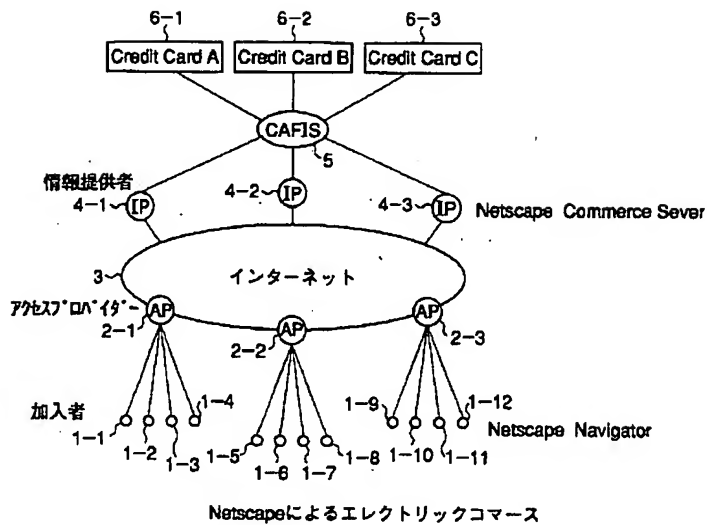 6-1 6-2 6-3
Credit Card A Credit Card B Credit Card C
CAFIS
5
情報提供者
4-1 IP 4-2 IP 4-3 IP Netscape Commerce Sever
3 インターネット
アクセスプロバイダー
AP AP AP
2-1 2-2 2-3
加入者
1-1 1-2 1-3 1-4
1-5 1-6 1-7 1-8
1-9 1-10 1-11 1-12
Netscape Navigator
Netscapeによるエレクトリックコマース